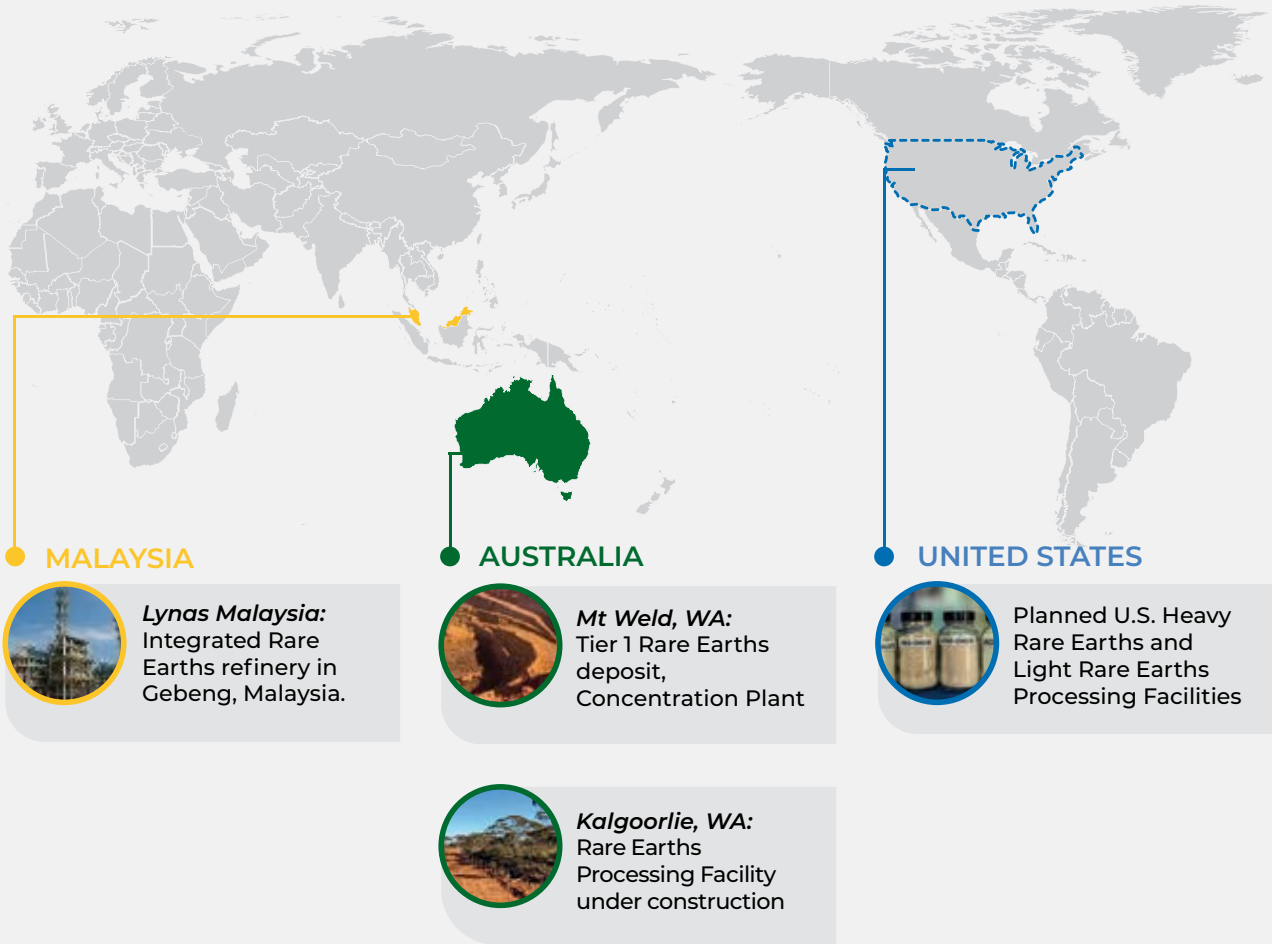 MALAYSIA
Lynas Malaysia:
Integrated Rare
Earths refinery in
Gebeng, Malaysia.
AUSTRALIA
Mt Weld, WA:
Tier 1 Rare Earths
deposit,
Concentration Plant
Kalgoorlie, WA:
Rare Earths
Processing Facility
under construction
UNITED STATES
Planned U.S. Heavy
Rare Earths and
Light Rare Earths
Processing Facilities